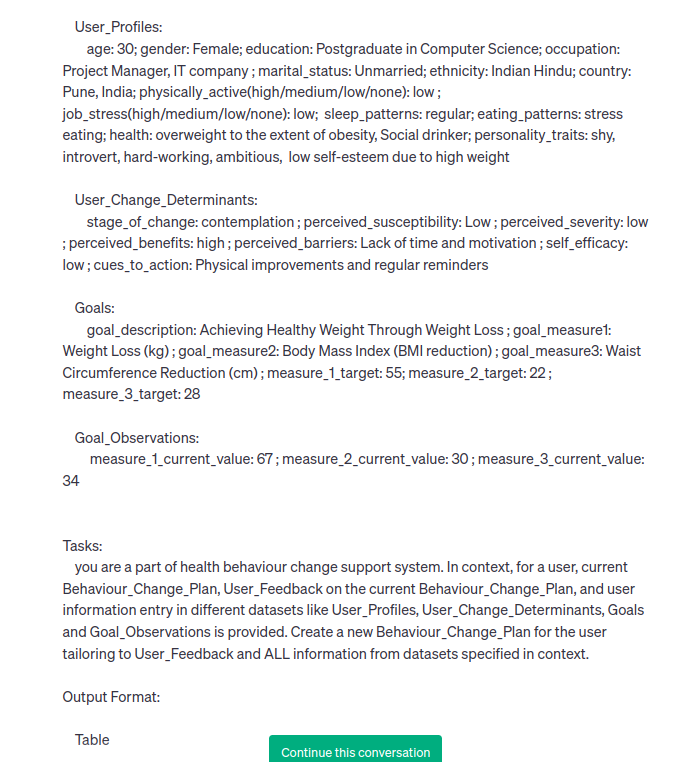 User_Profiles:
age: 30; gender: Female; education: Postgraduate in Computer Science; occupation:
Project Manager, IT company ; marital_status: Unmarried; ethnicity: Indian Hindu; country:
Pune, India; physically_active(high/medium/low/none): low ;
job_stress(high/medium/low/none): low;  sleep_patterns: regular; eating_patterns: stress
eating; health: overweight to the extent of obesity, Social drinker; personality_traits: shy,
introvert, hard-working, ambitious,  low self-esteem due to high weight
User_Change_Determinants:
stage_of_change: contemplation ; perceived_susceptibility: Low ; perceived_severity: low
; perceived_benefits: high ; perceived_barriers: Lack of time and motivation ; self_efficacy:
low ; cues_to_action: Physical improvements and regular reminders
Goals:
goal_description: Achieving Healthy Weight Through Weight Loss ; goal_measure1:
Weight Loss (kg) ; goal_measure2: Body Mass Index (BMI reduction) ; goal_measure3: Waist
Circumference Reduction (cm) ; measure_1_target: 55; measure_2_target: 22 ;
measure_3_target: 28
Goal_Observations:
measure_1_current_value: 67 ; measure_2_current_value: 30 ; measure_3_current_value:
34
Tasks:
you are a part of health behaviour change support system. In context, for a user, current
Behaviour_Change_Plan, User_Feedback on the current Behaviour_Change_Plan, and user
information entry in different datasets like User_Profiles, User_Change_Determinants, Goals
and Goal_Observations is provided. Create a new Behaviour_Change_Plan for the user
tailoring to User_Feedback and ALL information from datasets specified in context.
Output Format:
Table
Continue this conversation